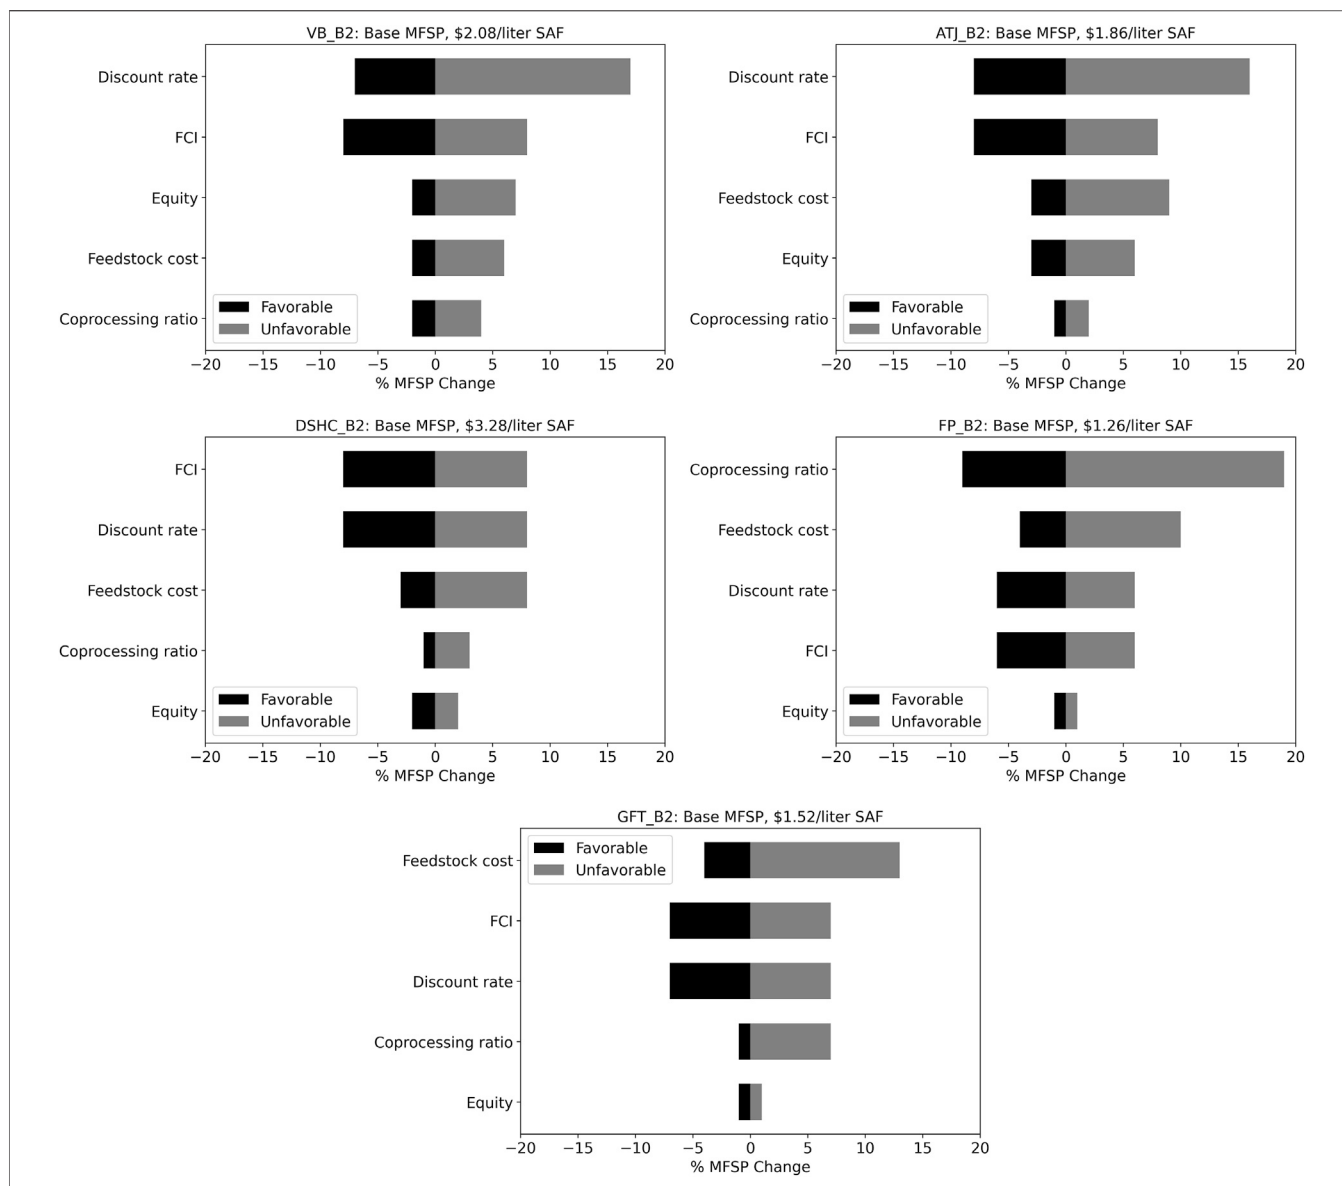 VB_B2: Base MFSP, $2.08/liter SAF
Discount rate
FCI
Equity
Feedstock cost
Coprocessing ratio
Favorable
Unfavorable
−20 −15 −10 −5 0 5 10 15 20
% MFSP Change
ATJ_B2: Base MFSP, $1.86/liter SAF
Discount rate
FCI
Feedstock cost
Equity
Coprocessing ratio
Favorable
Unfavorable
−20 −15 −10 −5 0 5 10 15 20
% MFSP Change
DSHC_B2: Base MFSP, $3.28/liter SAF
FCI
Discount rate
Feedstock cost
Coprocessing ratio
Equity
Favorable
Unfavorable
−20 −15 −10 −5 0 5 10 15 20
% MFSP Change
FP_B2: Base MFSP, $1.26/liter SAF
Coprocessing ratio
Feedstock cost
Discount rate
FCI
Equity
Favorable
Unfavorable
−20 −15 −10 −5 0 5 10 15 20
% MFSP Change
GFT_B2: Base MFSP, $1.52/liter SAF
Favorable
Unfavorable
Feedstock cost
FCI
Discount rate
Coprocessing ratio
Equity
−20 −15 −10 −5 0 5 10 15 20
% MFSP Change